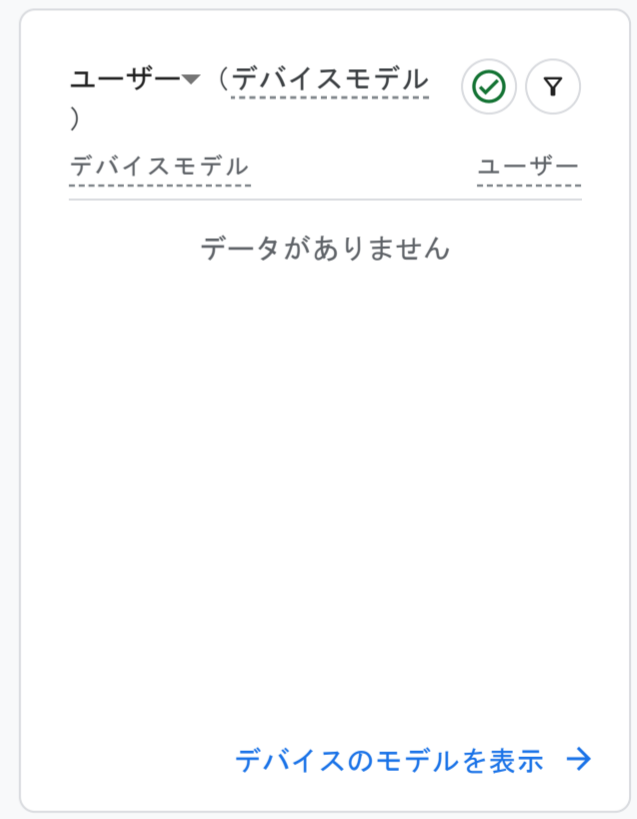 ユーザー（デバイスモデル
）
デバイスモデル ユーザー
データがありません
デバイスのモデルを表示